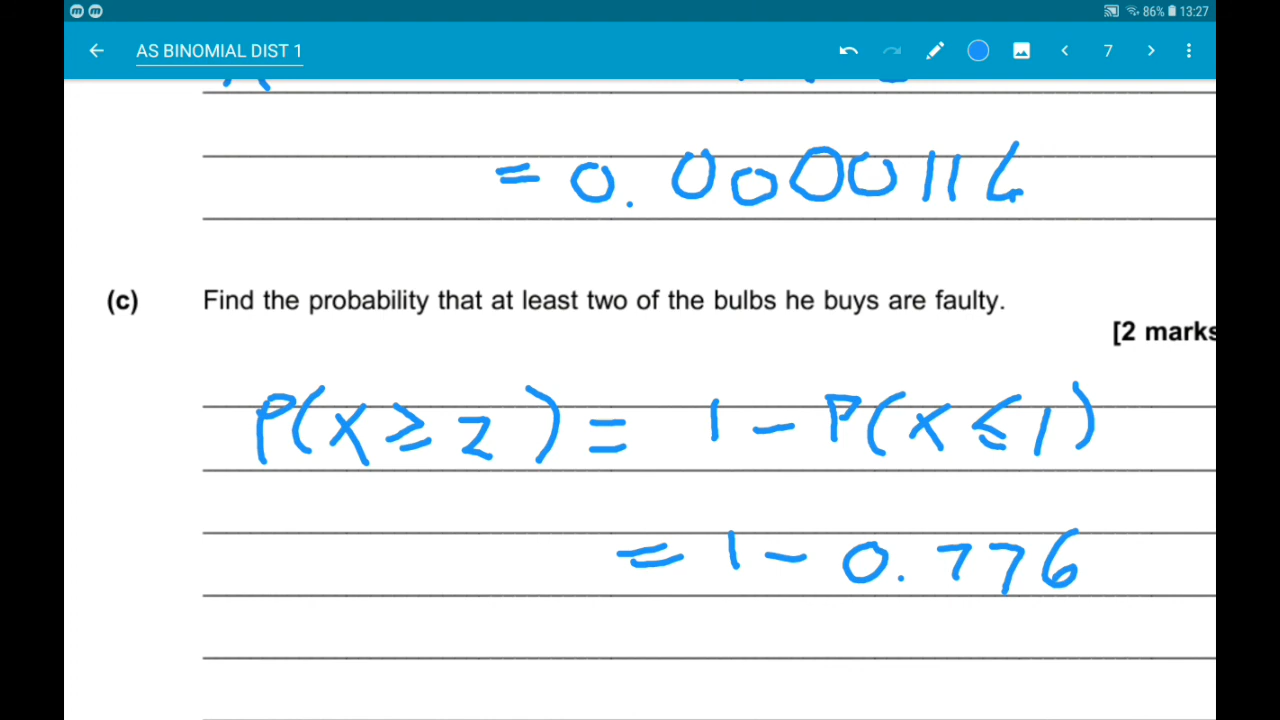 86% 13:27
AS BINOMIAL DIST 1
7
= 0.0000114
(c) Find the probability that at least two of the bulbs he buys are faulty.
[2 marks
P(X ≥ 2) = 1 - P(X ≤ 1)
= 1 - 0.776